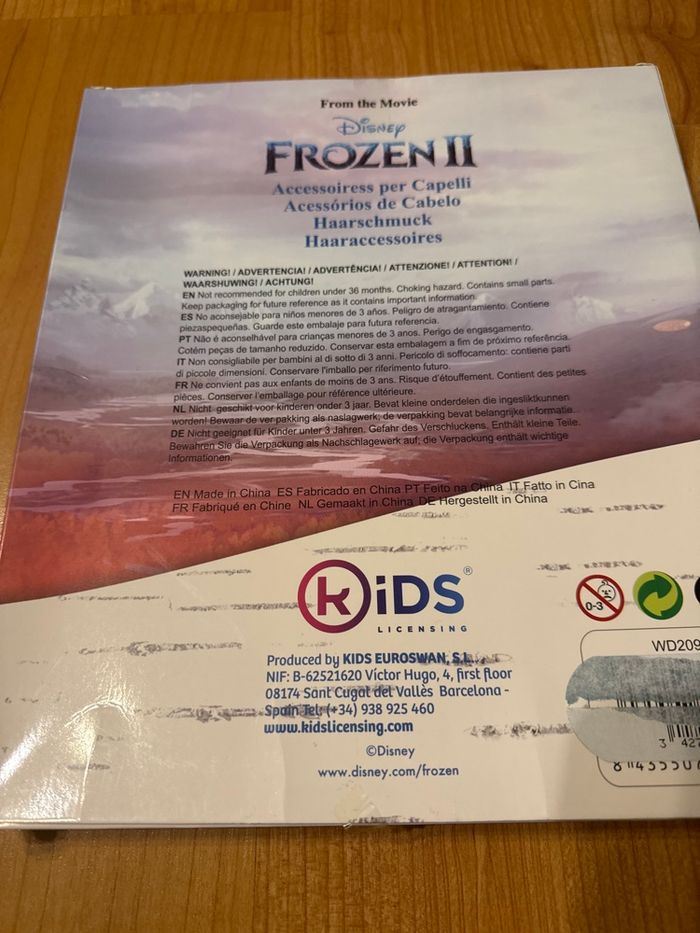 From the Movie
Disney
FROZEN II
Accessoiress per Capelli
Acessórios de Cabelo
Haarschmuck
Haaraccessoires
WARNING! / ADVERTENCIA! / ADVERTÊNCIA! / ATTENZIONE! / ATTENTION! /
WAARSHUWING! / ACHTUNG!
EN Not recommended for children under 36 months. Choking hazard. Contains small parts.
Keep packaging for future reference as it contains important information.
ES No aconsejable para niños menores de 3 años. Peligro de atragantamiento. Contiene
piezaspequeñas. Guarde este embalaje para futura referencia.
PT Não é aconselhável para crianças menores de 3 anos. Perigo de engasgamento.
Cotém peças de tamanho reduzido. Conservar esta embalagem a fim de próximo referência.
IT Non consigliabile per bambini al di sotto di 3 anni. Pericolo di soffocamento: contiene parti
di piccole dimensioni. Conservare l'imballo per riferimento futuro.
FR Ne convient pas aux enfants de moins de 3 ans. Risque d'étouffement. Contient des petites
pièces. Conserver l'emballage pour référence ultérieure.
NL Nicht geschikt voor kinderen onder 3 jaar. Bevat kleine onderdelen die ingesliktkunnen
worden! Bewaar de ver-pakking als naslagwerk; de verpakking bevat belangrijke informatie.
DE Nicht geeignet für Kinder unter 3 Jahren. Gefahr des Verschluckens. Enthält kleine Teile.
Bewahren Sie die Verpackung als Nachschlagewerk auf; die Verpackung enthält wichtige
Informationen.
EN Made in China ES Fabricado en China PT Feito na China IT Fatto in Cina
FR Fabriqué en Chine NL Gemaakt in China DE Hergestellt in China
KiDS®
LICENSING
0-3
Produced by KIDS EUROSWAN, S.L.
NIF: B-62521620 Víctor Hugo, 4, first floor
08174 Sant Cugat del Vallès Barcelona -
Spain Tel: (+34) 938 925 460
www.kidslicensing.com
©Disney
www.disney.com/frozen
WD209
3 427
8 435507